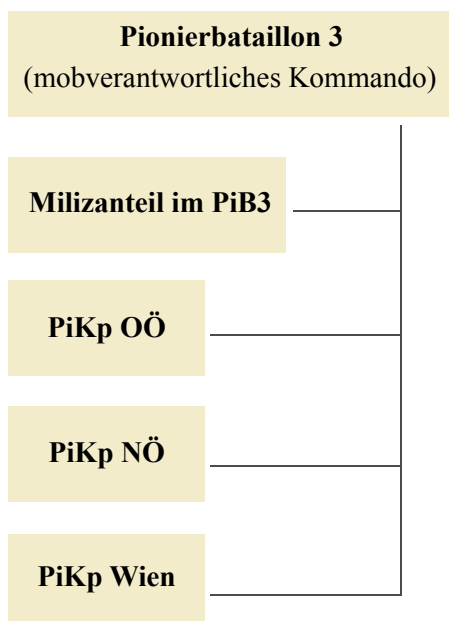 Pionierbataillon 3
(mobverantwortliches Kommando)
Milizanteil im PiB3
PiKp OÖ
PiKp NÖ
PiKp Wien